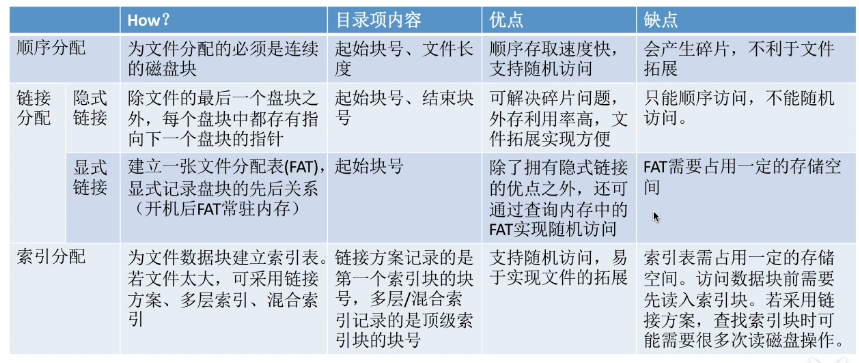 How?
目录项内容
优点
缺点
顺序分配
为文件分配的必须是连续
的磁盘块
起始块号、文件长
度
顺序存取速度快，
支持随机访问
会产生碎片，不利于文件
拓展
链接
分配
隐式
链接
除文件的最后一个盘块之
外，每个盘块中都存有指
向下一个盘块的指针
起始块号、结束块
号
可解决碎片问题，
外存利用率高，文
件拓展实现方便
只能顺序访问，不能随机
访问。
显式
链接
建立一张文件分配表(FAT)，
显式记录盘块的先后关系
（开机后FAT常驻内存）
起始块号
除了拥有隐式链接
的优点之外，还可
通过查询内存中的
FAT实现随机访问
FAT需要占用一定的存储空
间
索引分配
为文件数据块建立索引表。
若文件太大，可采用链接
方案、多层索引、混合索
引
链接方案记录的是
第一个索引块的块
号，多层/混合索
引记录的是顶级索
引块的块号
支持随机访问，易
于实现文件的拓展
索引表需占用一定的存储
空间。访问数据块前需要
先读入索引块。若采用链
接方案，查找索引块时可
能需要很多次读磁盘操作。